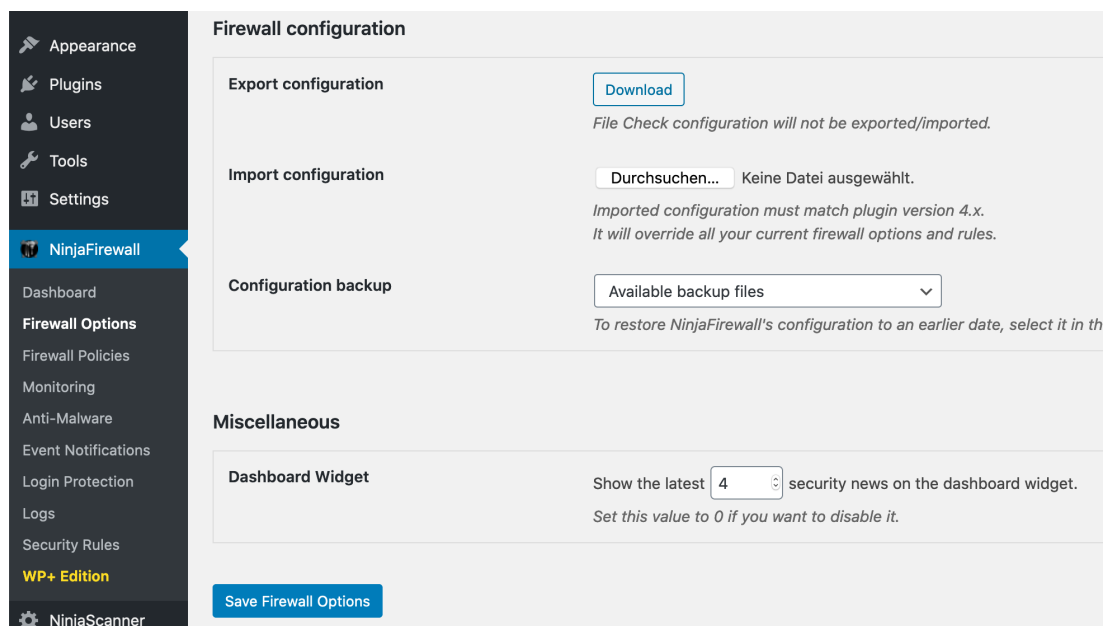 Appearance
Plugins
Users
Tools
Settings
NinjaFirewall
Dashboard
Firewall Options
Firewall Policies
Monitoring
Anti-Malware
Event Notifications
Login Protection
Logs
Security Rules
WP+ Edition
NinjaScanner
Firewall configuration
Export configuration
Download
File Check configuration will not be exported/imported.
Import configuration
Durchsuchen... Keine Datei ausgewählt.
Imported configuration must match plugin version 4.x.
It will override all your current firewall options and rules.
Configuration backup
Available backup files
To restore NinjaFirewall's configuration to an earlier date, select it in th
Miscellaneous
Dashboard Widget
Show the latest 4 security news on the dashboard widget.
Set this value to 0 if you want to disable it.
Save Firewall Options